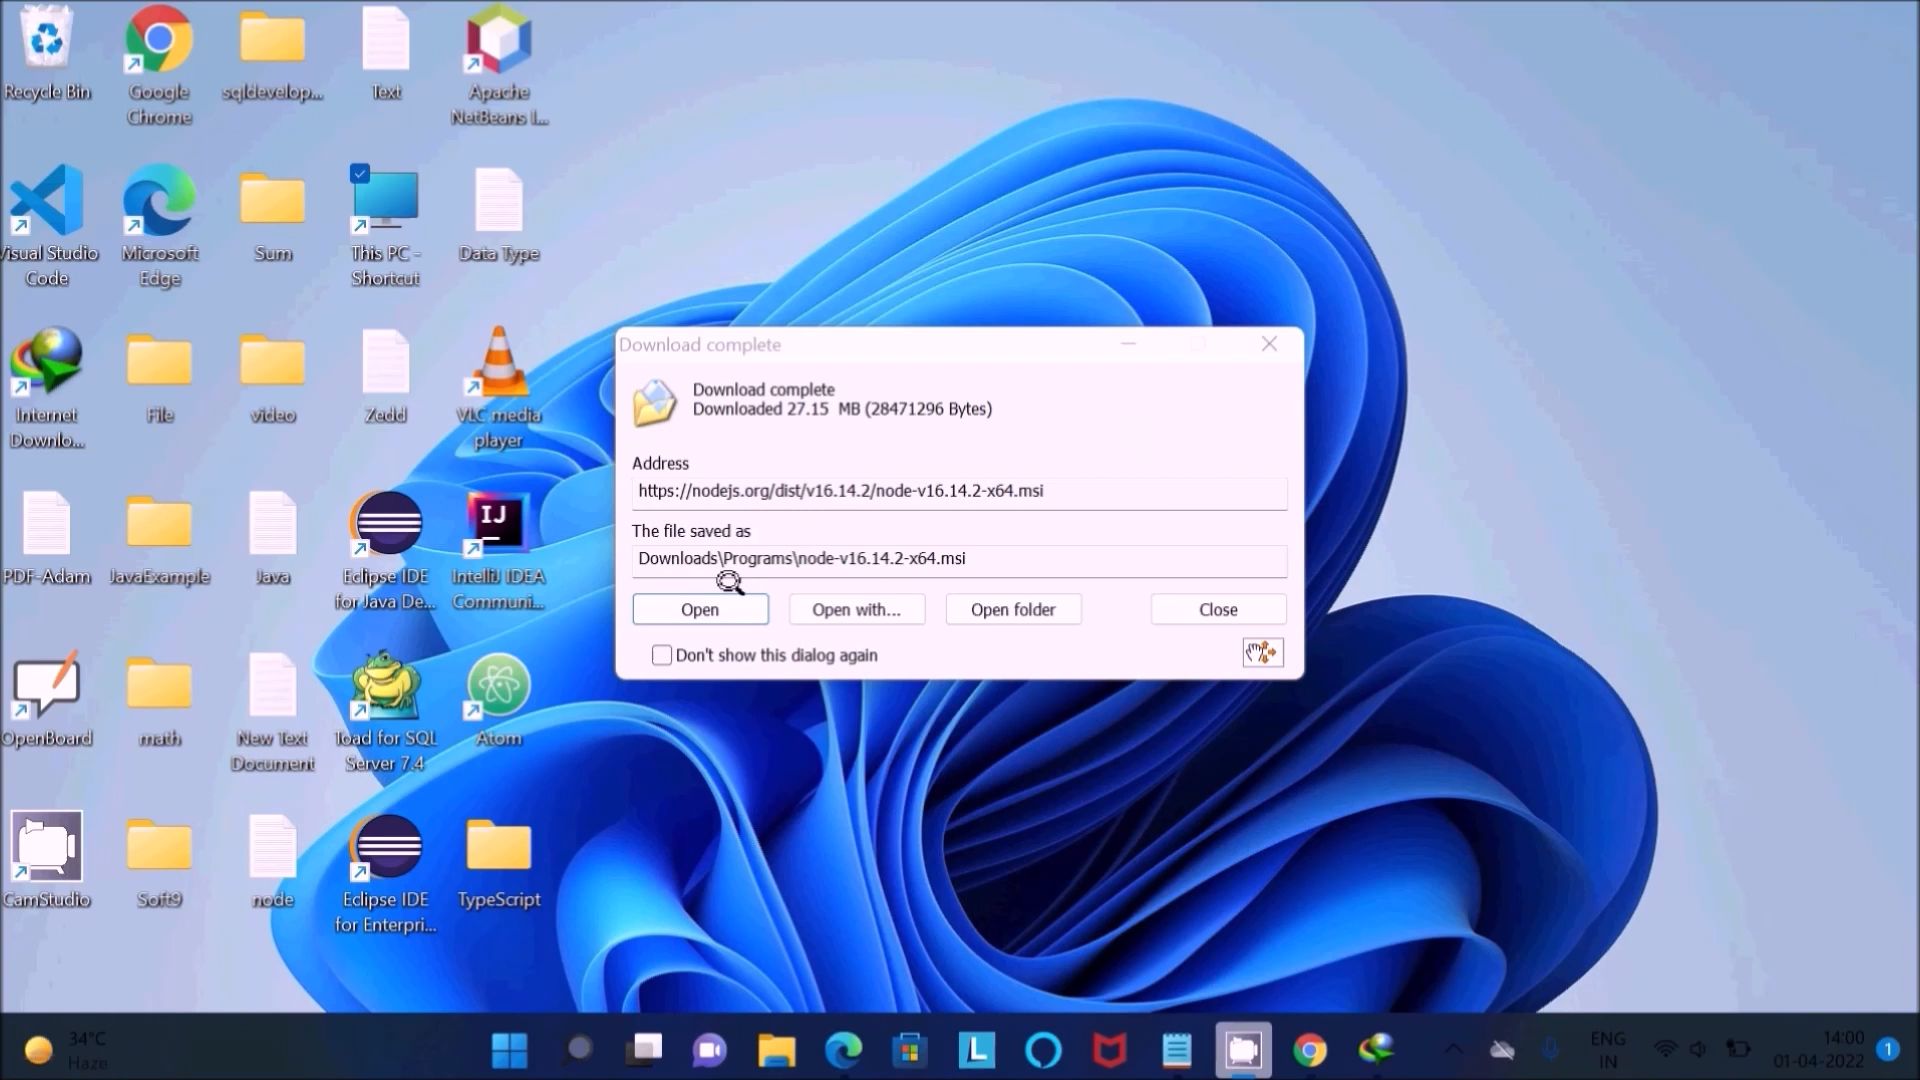 Recycle Bin
Google
Chrome
sqldevelop...
Text
Apache
NetBeans I...
Visual Studio
Code
Microsoft
Edge
Sum
This PC -
Shortcut
Data Type
Internet
Downlo...
File
video
Zedd
VLC media
player
PDF-Adam
JavaExample
Java
Eclipse IDE
for Java De...
IJ
IntelliJ IDEA
Communi...
OpenBoard
math
New Text
Document
Toad for SQL
Server 7.4
Atom
CamStudio
Soft9
node
Eclipse IDE
for Enterpri...
TypeScript
Download complete
Download complete
Downloaded 27.15 MB (28471296 Bytes)
Address
https://nodejs.org/dist/v16.14.2/node-v16.14.2-x64.msi
The file saved as
Downloads\Programs\node-v16.14.2-x64.msi
Open
Open with...
Open folder
Close
Don't show this dialog again
34°C
Haze
L
ENG
IN
14:00
01-04-2022
1